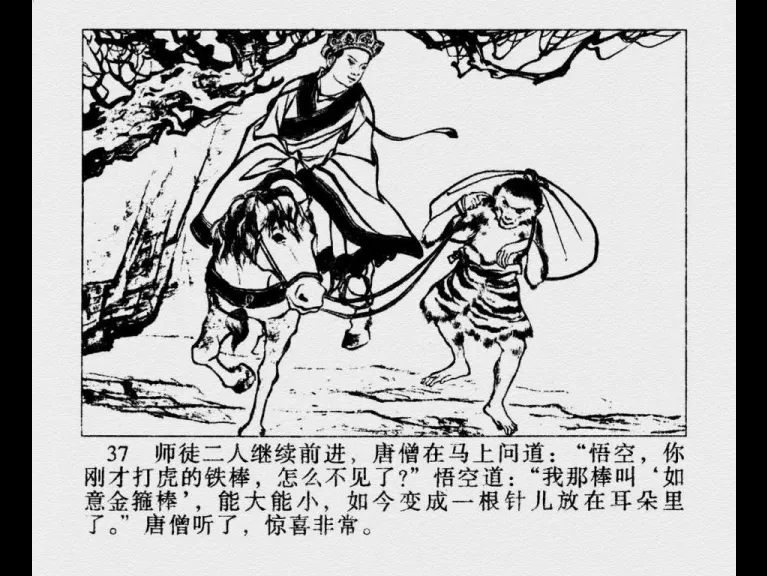 37 师徒二人继续前进，唐僧在马上问道：“悟空，你
刚才打虎的铁棒，怎么不见了？”悟空道：“我那棒叫‘如
意金箍棒’，能大能小，如今变成一根针儿放在耳朵里
了。”唐僧听了，惊喜非常。